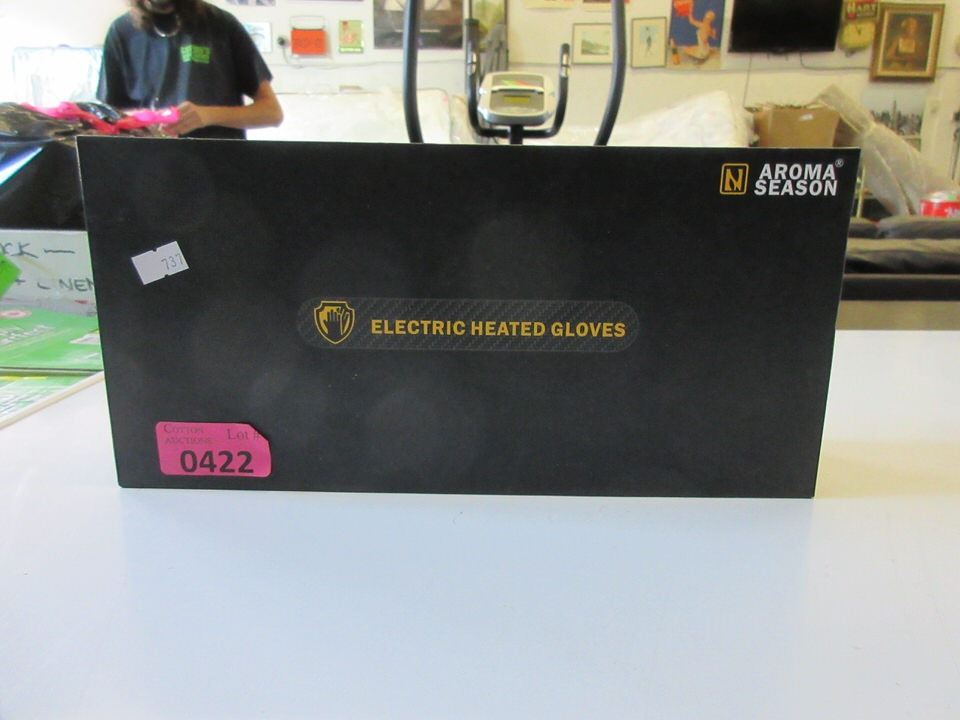 AROMA
SEASON®
737
ELECTRIC HEATED GLOVES
COTTON
AUCTIONS
Lot #
0422